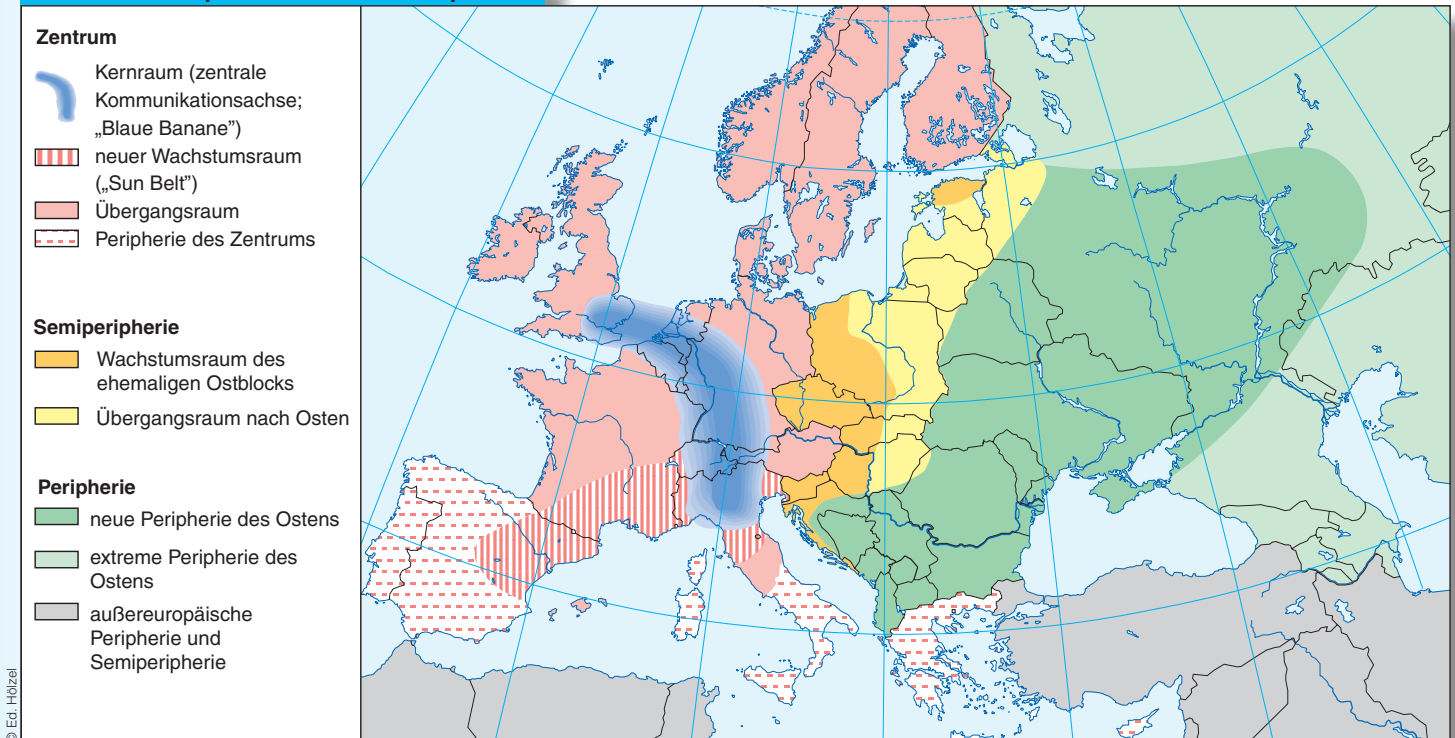 Zentrum
Kernraum (zentrale
Kommunikationsachse;
„Blaue Banane”)
neuer Wachstumsraum
(„Sun Belt”)
Übergangsraum
Peripherie des Zentrums
Semiperipherie
Wachstumsraum des
ehemaligen Ostblocks
Übergangsraum nach Osten
Peripherie
neue Peripherie des Ostens
extreme Peripherie des
Ostens
außereuropäische
Peripherie und
Semiperipherie
© Ed. Hölzel